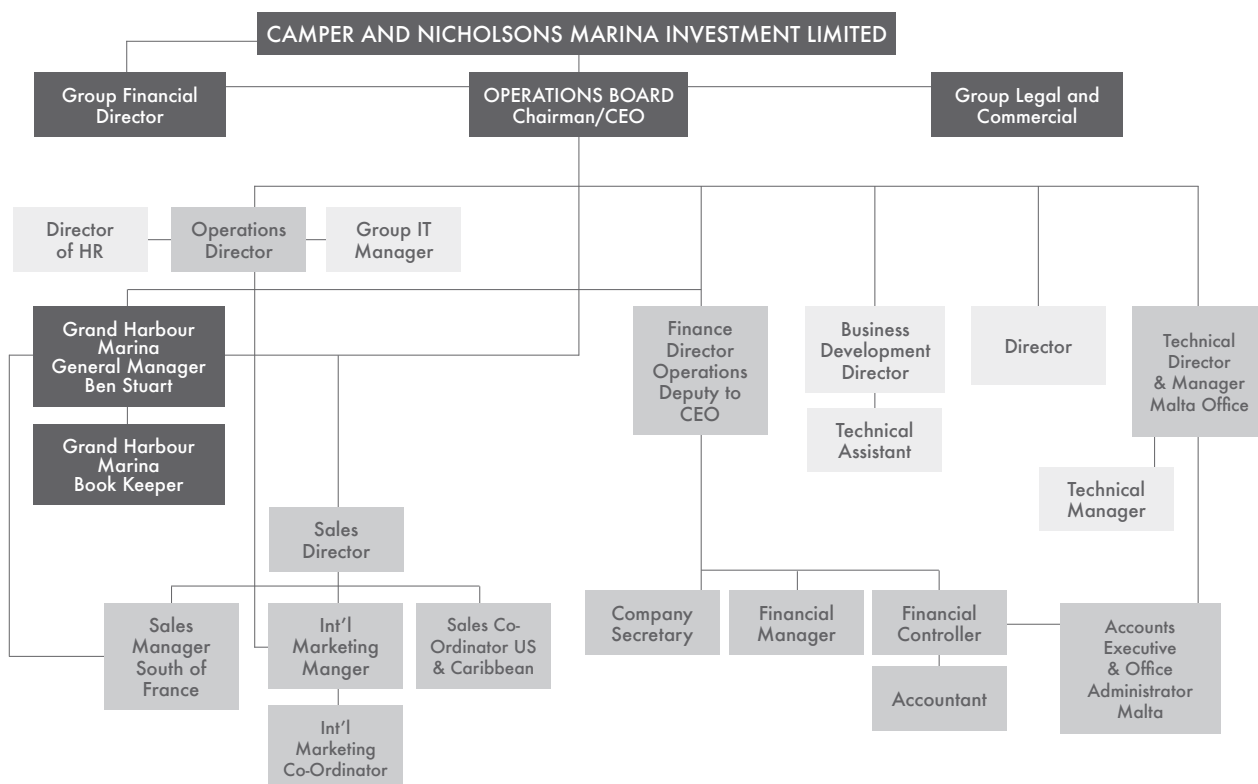 CAMPER AND NICHOLSONS MARINA INVESTMENT LIMITED
Group Financial
Director
OPERATIONS BOARD
Chairman/CEO
Group Legal and
Commercial
Director
of HR
Operations
Director
Group IT
Manager
Grand Harbour
Marina
General Manager
Ben Stuart
Finance
Director
Operations
Deputy to
CEO
Business
Development
Director
Director
Technical
Director
& Manager
Malta Office
Grand Harbour
Marina
Book Keeper
Technical
Assistant
Technical
Manager
Sales
Director
Sales
Manager
South of
France
Int'l
Marketing
Manger
Sales Co-
Ordinator US
& Caribbean
Company
Secretary
Financial
Manager
Financial
Controller
Accounts
Executive
& Office
Administrator
Malta
Accountant
Int'l
Marketing
Co-Ordinator